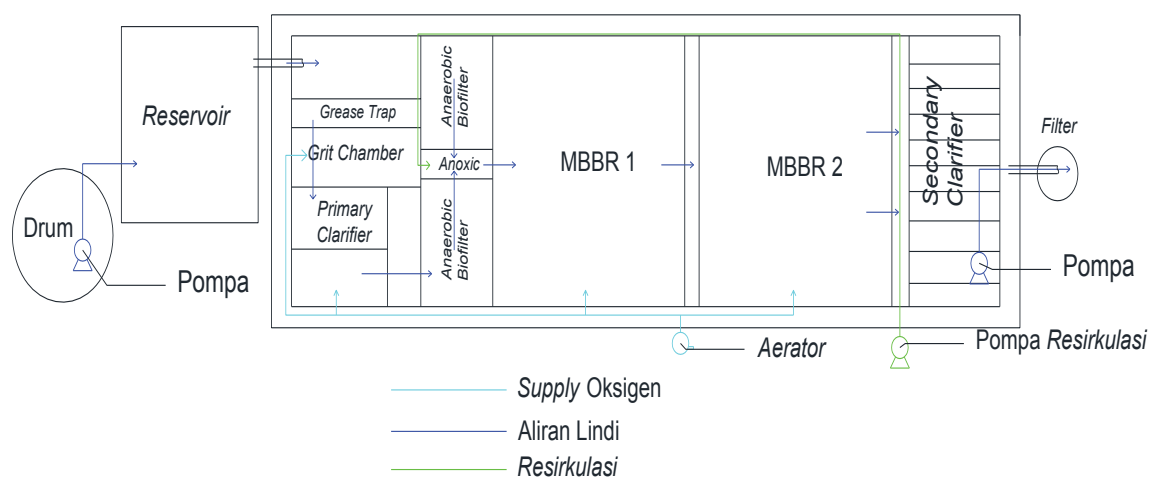 Reservoir
Drum
Pompa
Grease Trap
Grit Chamber
Primary
Clarifier
Anaerobic
Biofilter
Anoxic
Anaerobic
Biofilter
MBBR 1
MBBR 2
Secondary
Clarifier
Filter
Pompa
Aerator
Pompa Resirkulasi
Supply Oksigen
Aliran Lindi
Resirkulasi